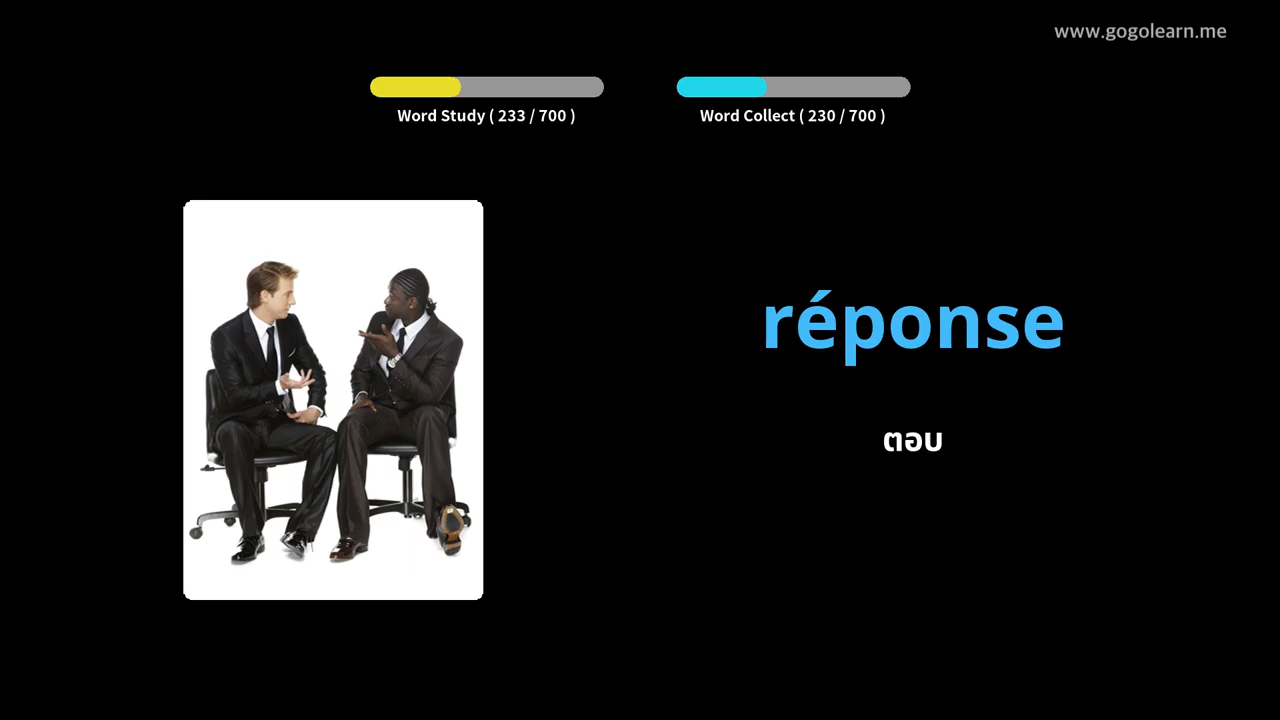 www.gogolearn.me
Word Study ( 233 / 700 )
Word Collect ( 230 / 700 )
réponse
ตอบ